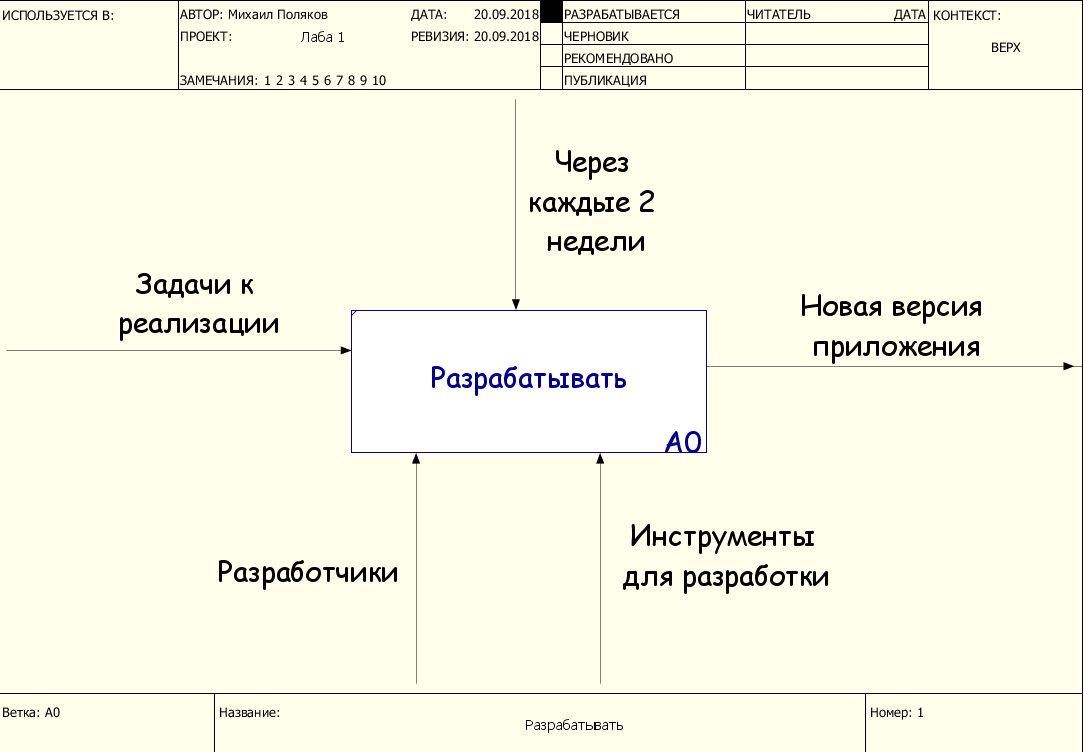 ИСПОЛЬЗУЕТСЯ В:
АВТОР: Михаил Поляков
ДАТА: 20.09.2018
ПРОЕКТ: Лаба 1
РЕВИЗИЯ: 20.09.2018
ЗАМЕЧАНИЯ: 1 2 3 4 5 6 7 8 9 10
РАЗРАБАТЫВАЕТСЯ
ЧЕРНОВИК
РЕКОМЕНДОВАНО
ПУБЛИКАЦИЯ
ЧИТАТЕЛЬ ДАТА
КОНТЕКСТ:
ВЕРХ
Через
каждые 2
недели
Задачи к
реализации
Новая версия
приложения
Разрабатывать
A0
Разработчики
Инструменты
для разработки
Ветка: A0
Название:
Разрабатывать
Номер: 1